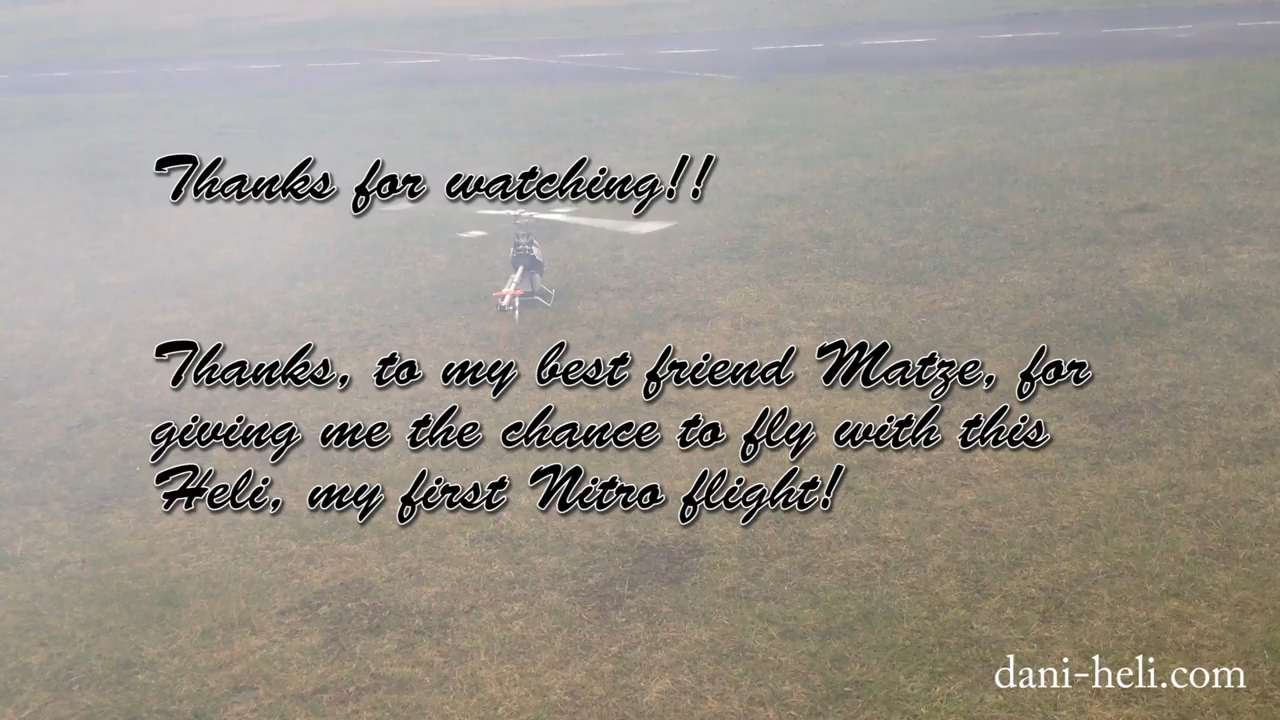 Thanks for watching!!
Thanks, to my best friend Matze, for
giving me the chance to fly with this
Heli, my first Nitro flight!
dani-heli.com